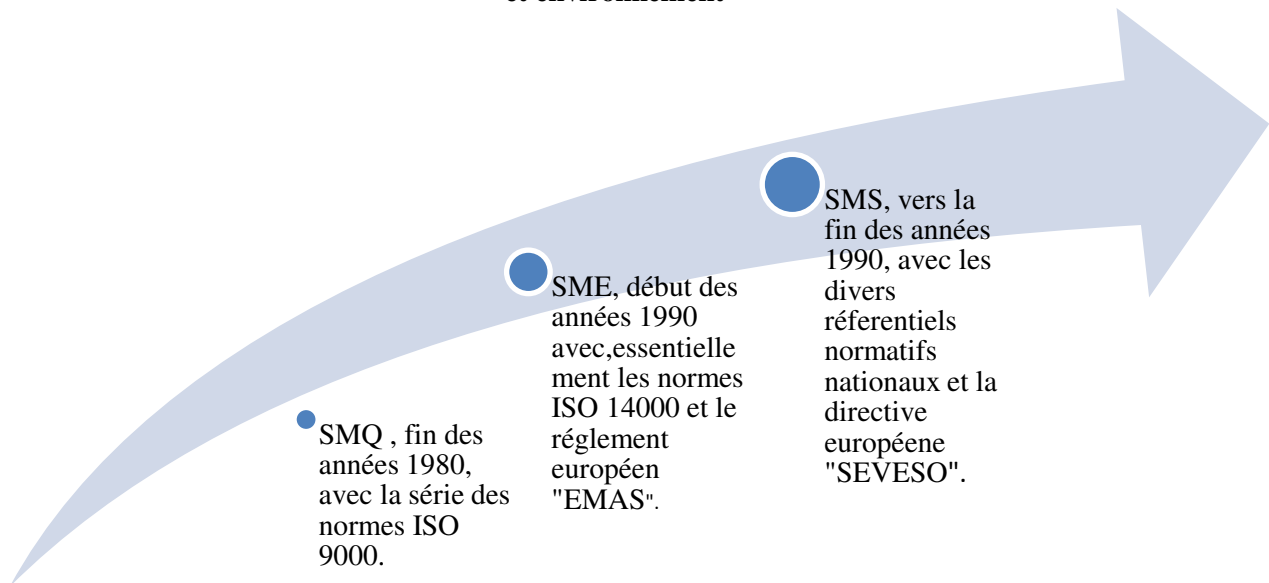 et environnement
SMQ , fin des
années 1980,
avec la série des
normes ISO
9000.
SME, début des
années 1990
avec,essentielle
ment les normes
ISO 14000 et le
réglement
européen
"EMAS".
SMS, vers la
fin des années
1990, avec les
divers
réferentiels
normatifs
nationaux et la
directive
européene
"SEVESO".